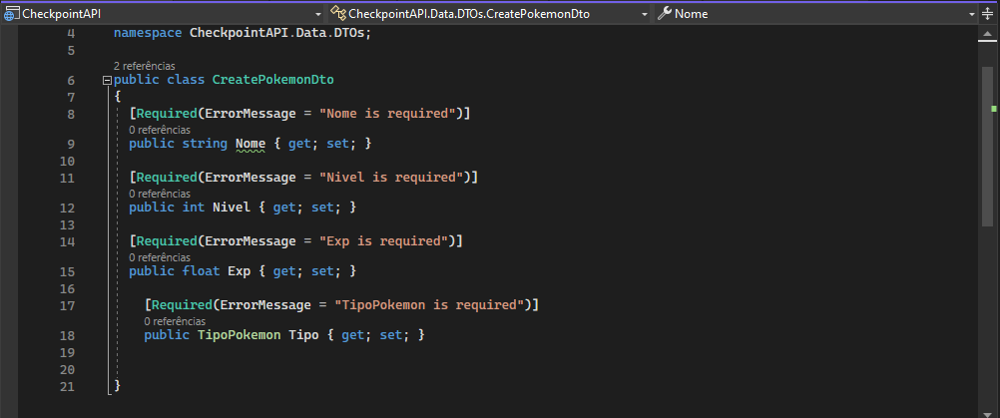 CheckpointAPI CheckpointAPI.Data.DTOs.CreatePokemonDto Nome
4 namespace CheckpointAPI.Data.DTOs;
5
2 referências
6 public class CreatePokemonDto
7 {
8 [Required(ErrorMessage = "Nome is required")]
0 referências
9 public string Nome { get; set; }
10
11 [Required(ErrorMessage = "Nivel is required")]
0 referências
12 public int Nivel { get; set; }
13
14 [Required(ErrorMessage = "Exp is required")]
0 referências
15 public float Exp { get; set; }
16
17 [Required(ErrorMessage = "TipoPokemon is required")]
0 referências
18 public TipoPokemon Tipo { get; set; }
19
20
21 }